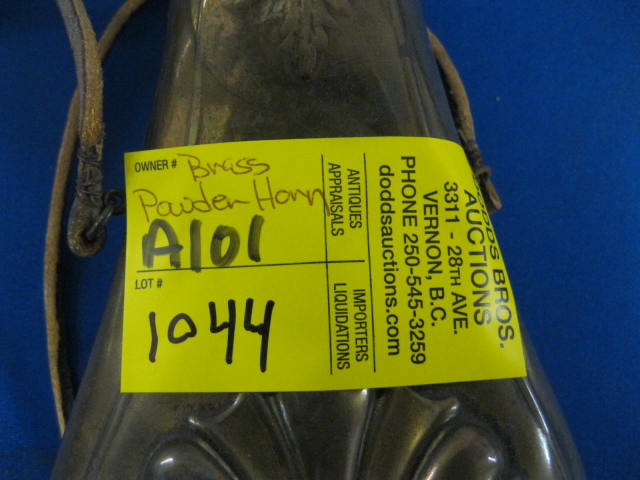 OWNER # Brass
Powder Horn
A101
LOT #
1044
ANTIQUES
APPRAISALS
IMPORTERS
LIQUIDATIONS
DODDS BROS.
AUCTIONS
3311 - 28TH AVE.
VERNON, B.C.
PHONE 250-545-3259
doddsauctions.com